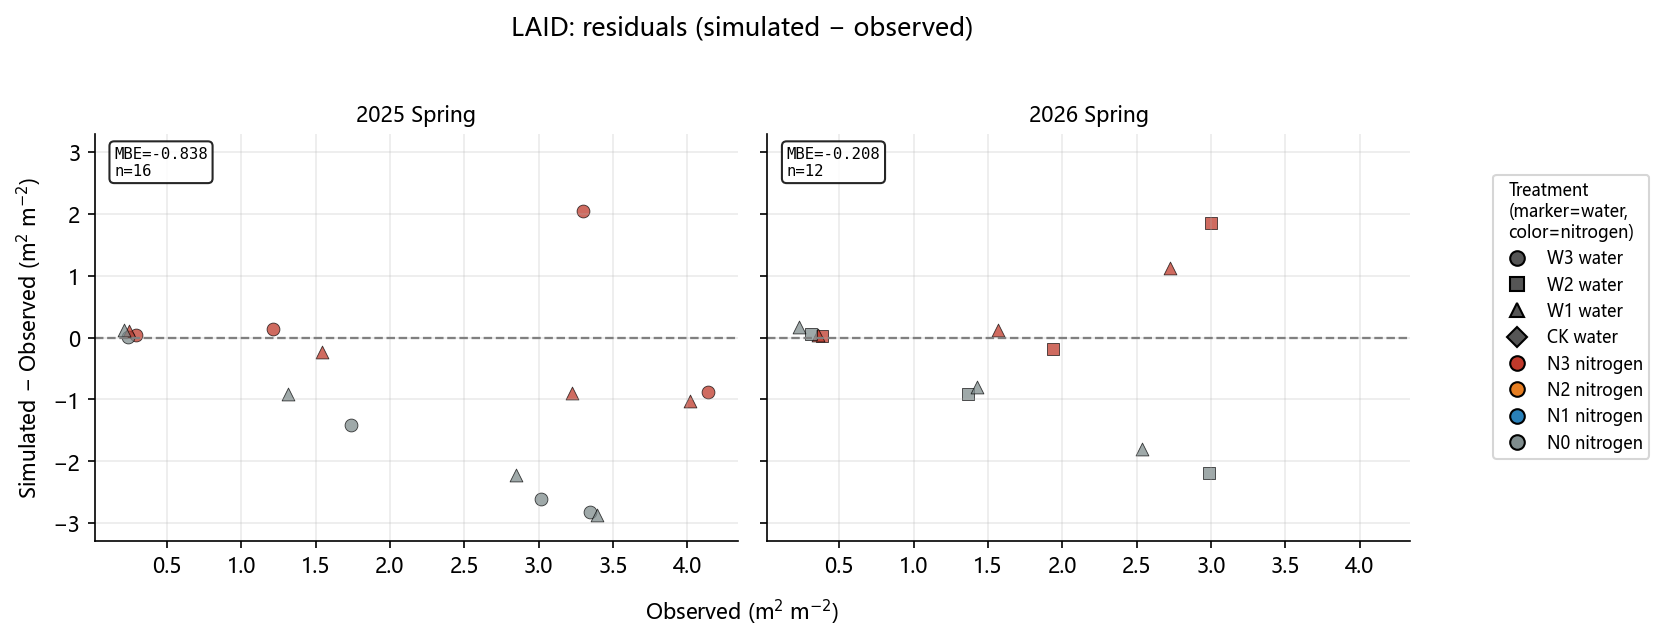 LAID: residuals (simulated − observed)
2025 Spring
MBE=-0.838
n=16
3
2
1
0
−1
−2
−3
Simulated − Observed (m² m⁻²)
0.5 1.0 1.5 2.0 2.5 3.0 3.5 4.0
2026 Spring
MBE=-0.208
n=12
0.5 1.0 1.5 2.0 2.5 3.0 3.5 4.0
Observed (m² m⁻²)
Treatment
(marker=water,
color=nitrogen)
W3 water
W2 water
W1 water
CK water
N3 nitrogen
N2 nitrogen
N1 nitrogen
N0 nitrogen